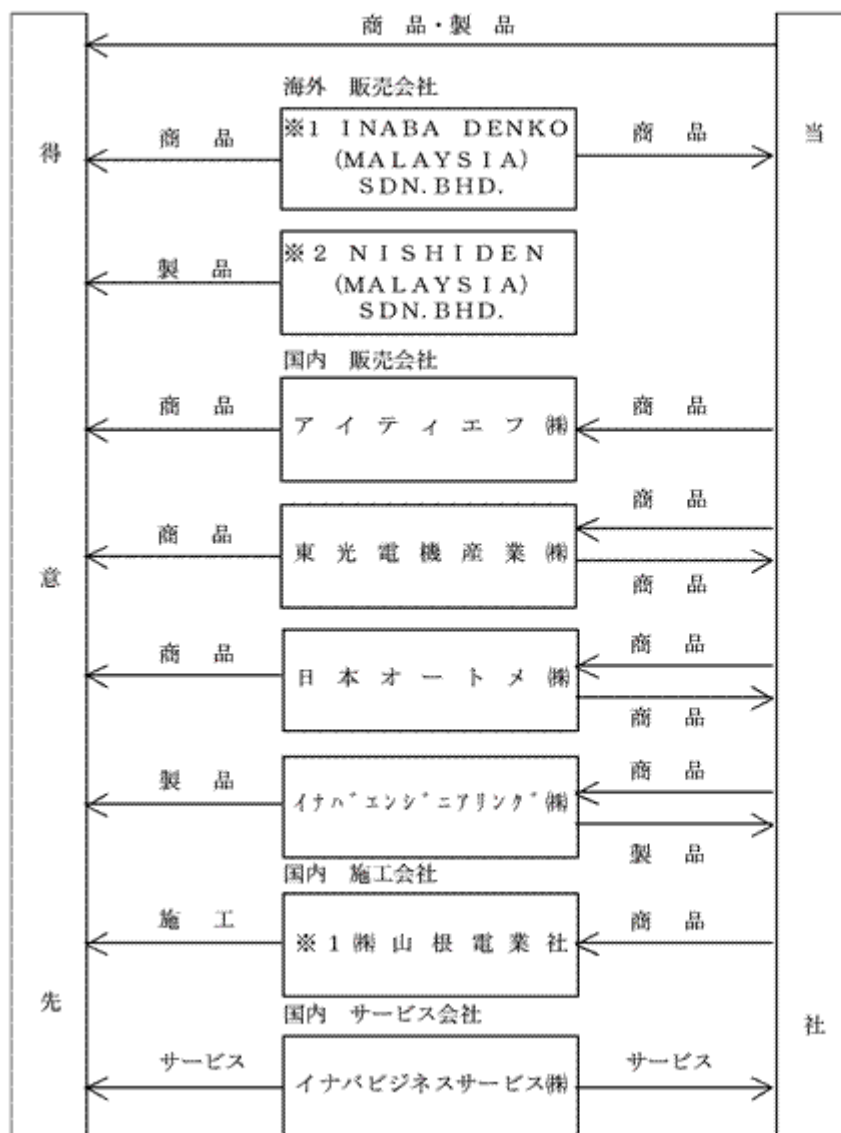 商品・製品
海外 販売会社
商品
※1 INABA DENKO
(MALAYSIA)
SDN.BHD.
商品
製品
※2 NISHIDEN
(MALAYSIA)
SDN.BHD.
国内 販売会社
商品
アイティエフ㈱
商品
商品
東光電機産業㈱
商品
商品
商品
日本オートメ㈱
商品
商品
製品
イナバエンジニアリング㈱
商品
製品
国内 施工会社
施工
※1㈱山根電業社
商品
国内 サービス会社
サービス
イナバビジネスサービス㈱
サービス
得意先
当社